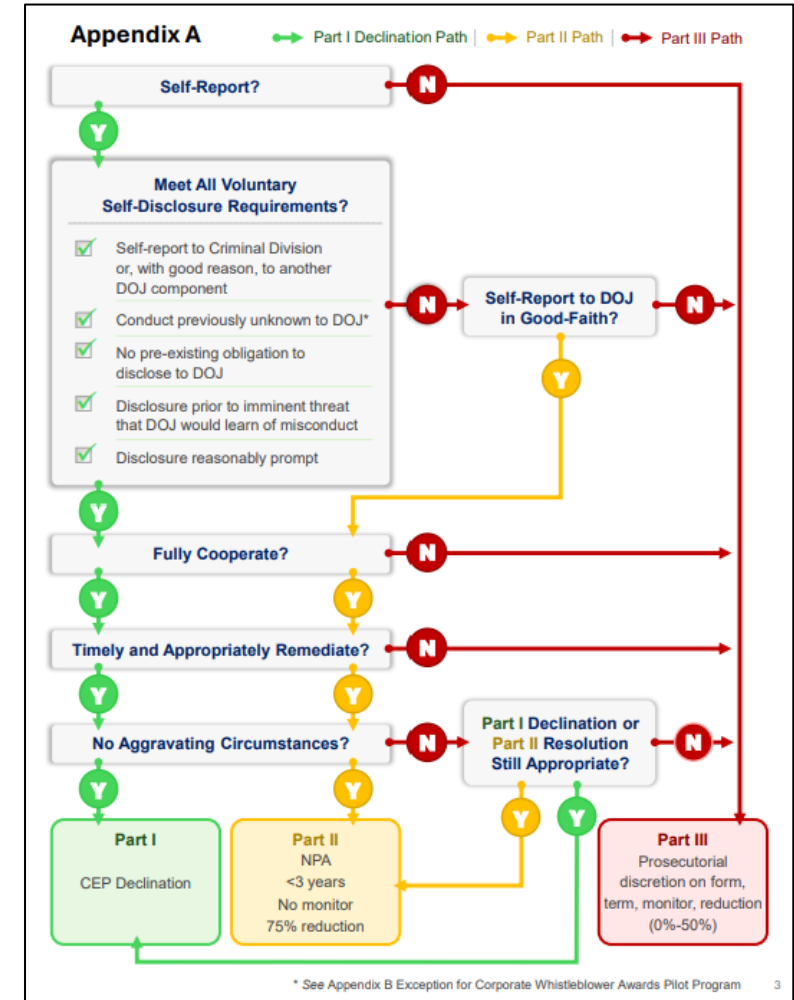 Appendix A
Part I Declination Path | Part II Path | Part III Path
Self-Report?
N
Y
Meet All Voluntary
Self-Disclosure Requirements?
Self-report to Criminal Division
or, with good reason, to another
DOJ component
Conduct previously unknown to DOJ*
No pre-existing obligation to
disclose to DOJ
Disclosure prior to imminent threat
that DOJ would learn of misconduct
Disclosure reasonably prompt
N
Self-Report to DOJ
in Good-Faith?
N
Y
Y
Fully Cooperate?
N
Y
Y
Timely and Appropriately Remediate?
N
Y
Y
No Aggravating Circumstances?
N
Part I Declination or
Part II Resolution
Still Appropriate?
N
Y
Y
Y
Y
Part I
CEP Declination
Part II
NPA
<3 years
No monitor
75% reduction
Part III
Prosecutorial
discretion on form,
term, monitor, reduction
(0%-50%)
* See Appendix B Exception for Corporate Whistleblower Awards Pilot Program 3